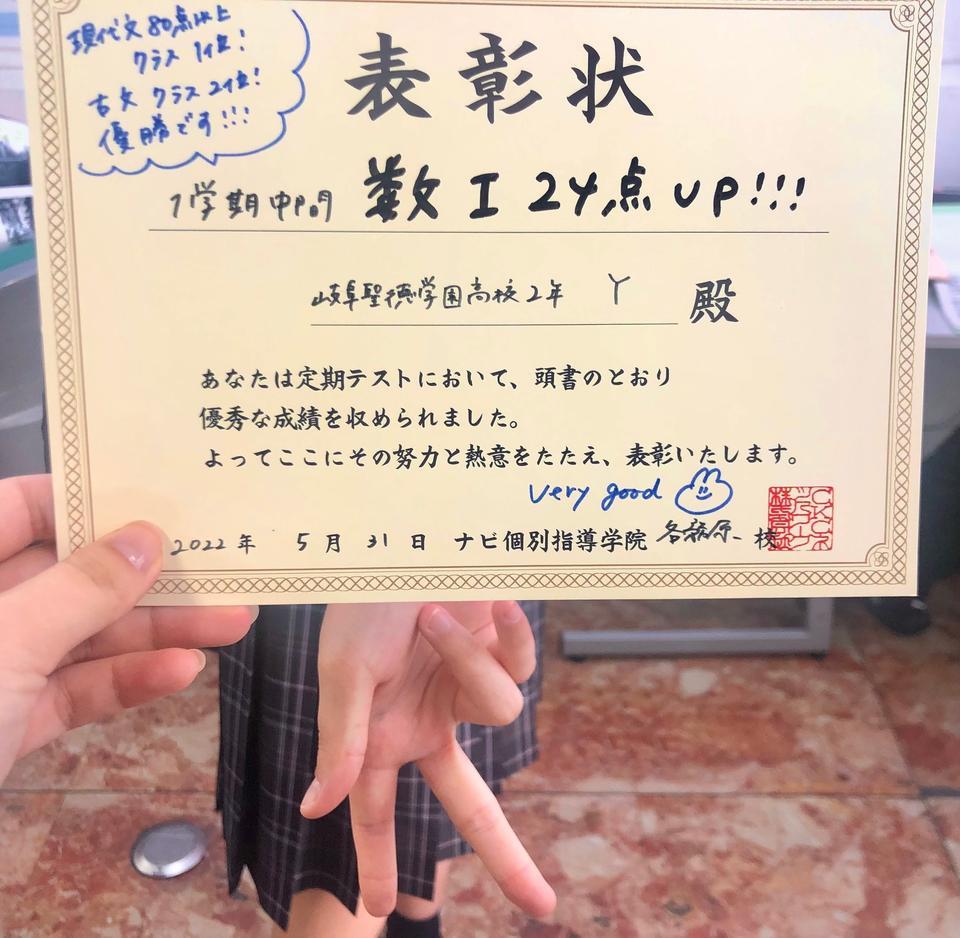 現代文80点以上
クラス1位!
古文 クラス2位!
優勝です!!!
表彰状
1学期中間 数I 24点UP!!!
岐阜聖徳学園高校2年 Y 殿
あなたは定期テストにおいて、頭書のとおり
優秀な成績を収められました。
よってここにその努力と熱意をたたえ、表彰いたします。
very good
2022年 5月 31日 ナビ個別指導学院 各務原 校